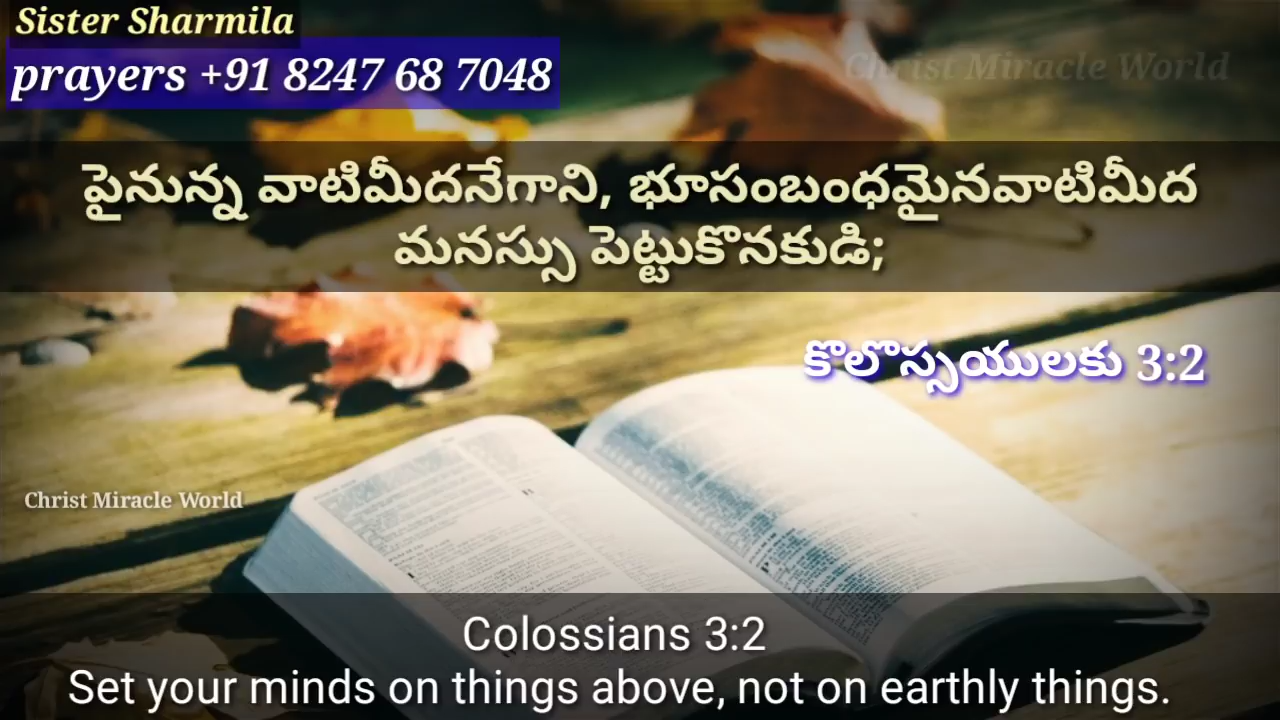 Sister Sharmila
prayers +91 8247 68 7048
Christ Miracle World
పైనున్న వాటిమీదనేగాని, భూసంబంధమైనవాటిమీద
మనస్సు పెట్టుకొనకుడి;
కొలొస్సయులకు 3:2
Christ Miracle World
Colossians 3:2
Set your minds on things above, not on earthly things.